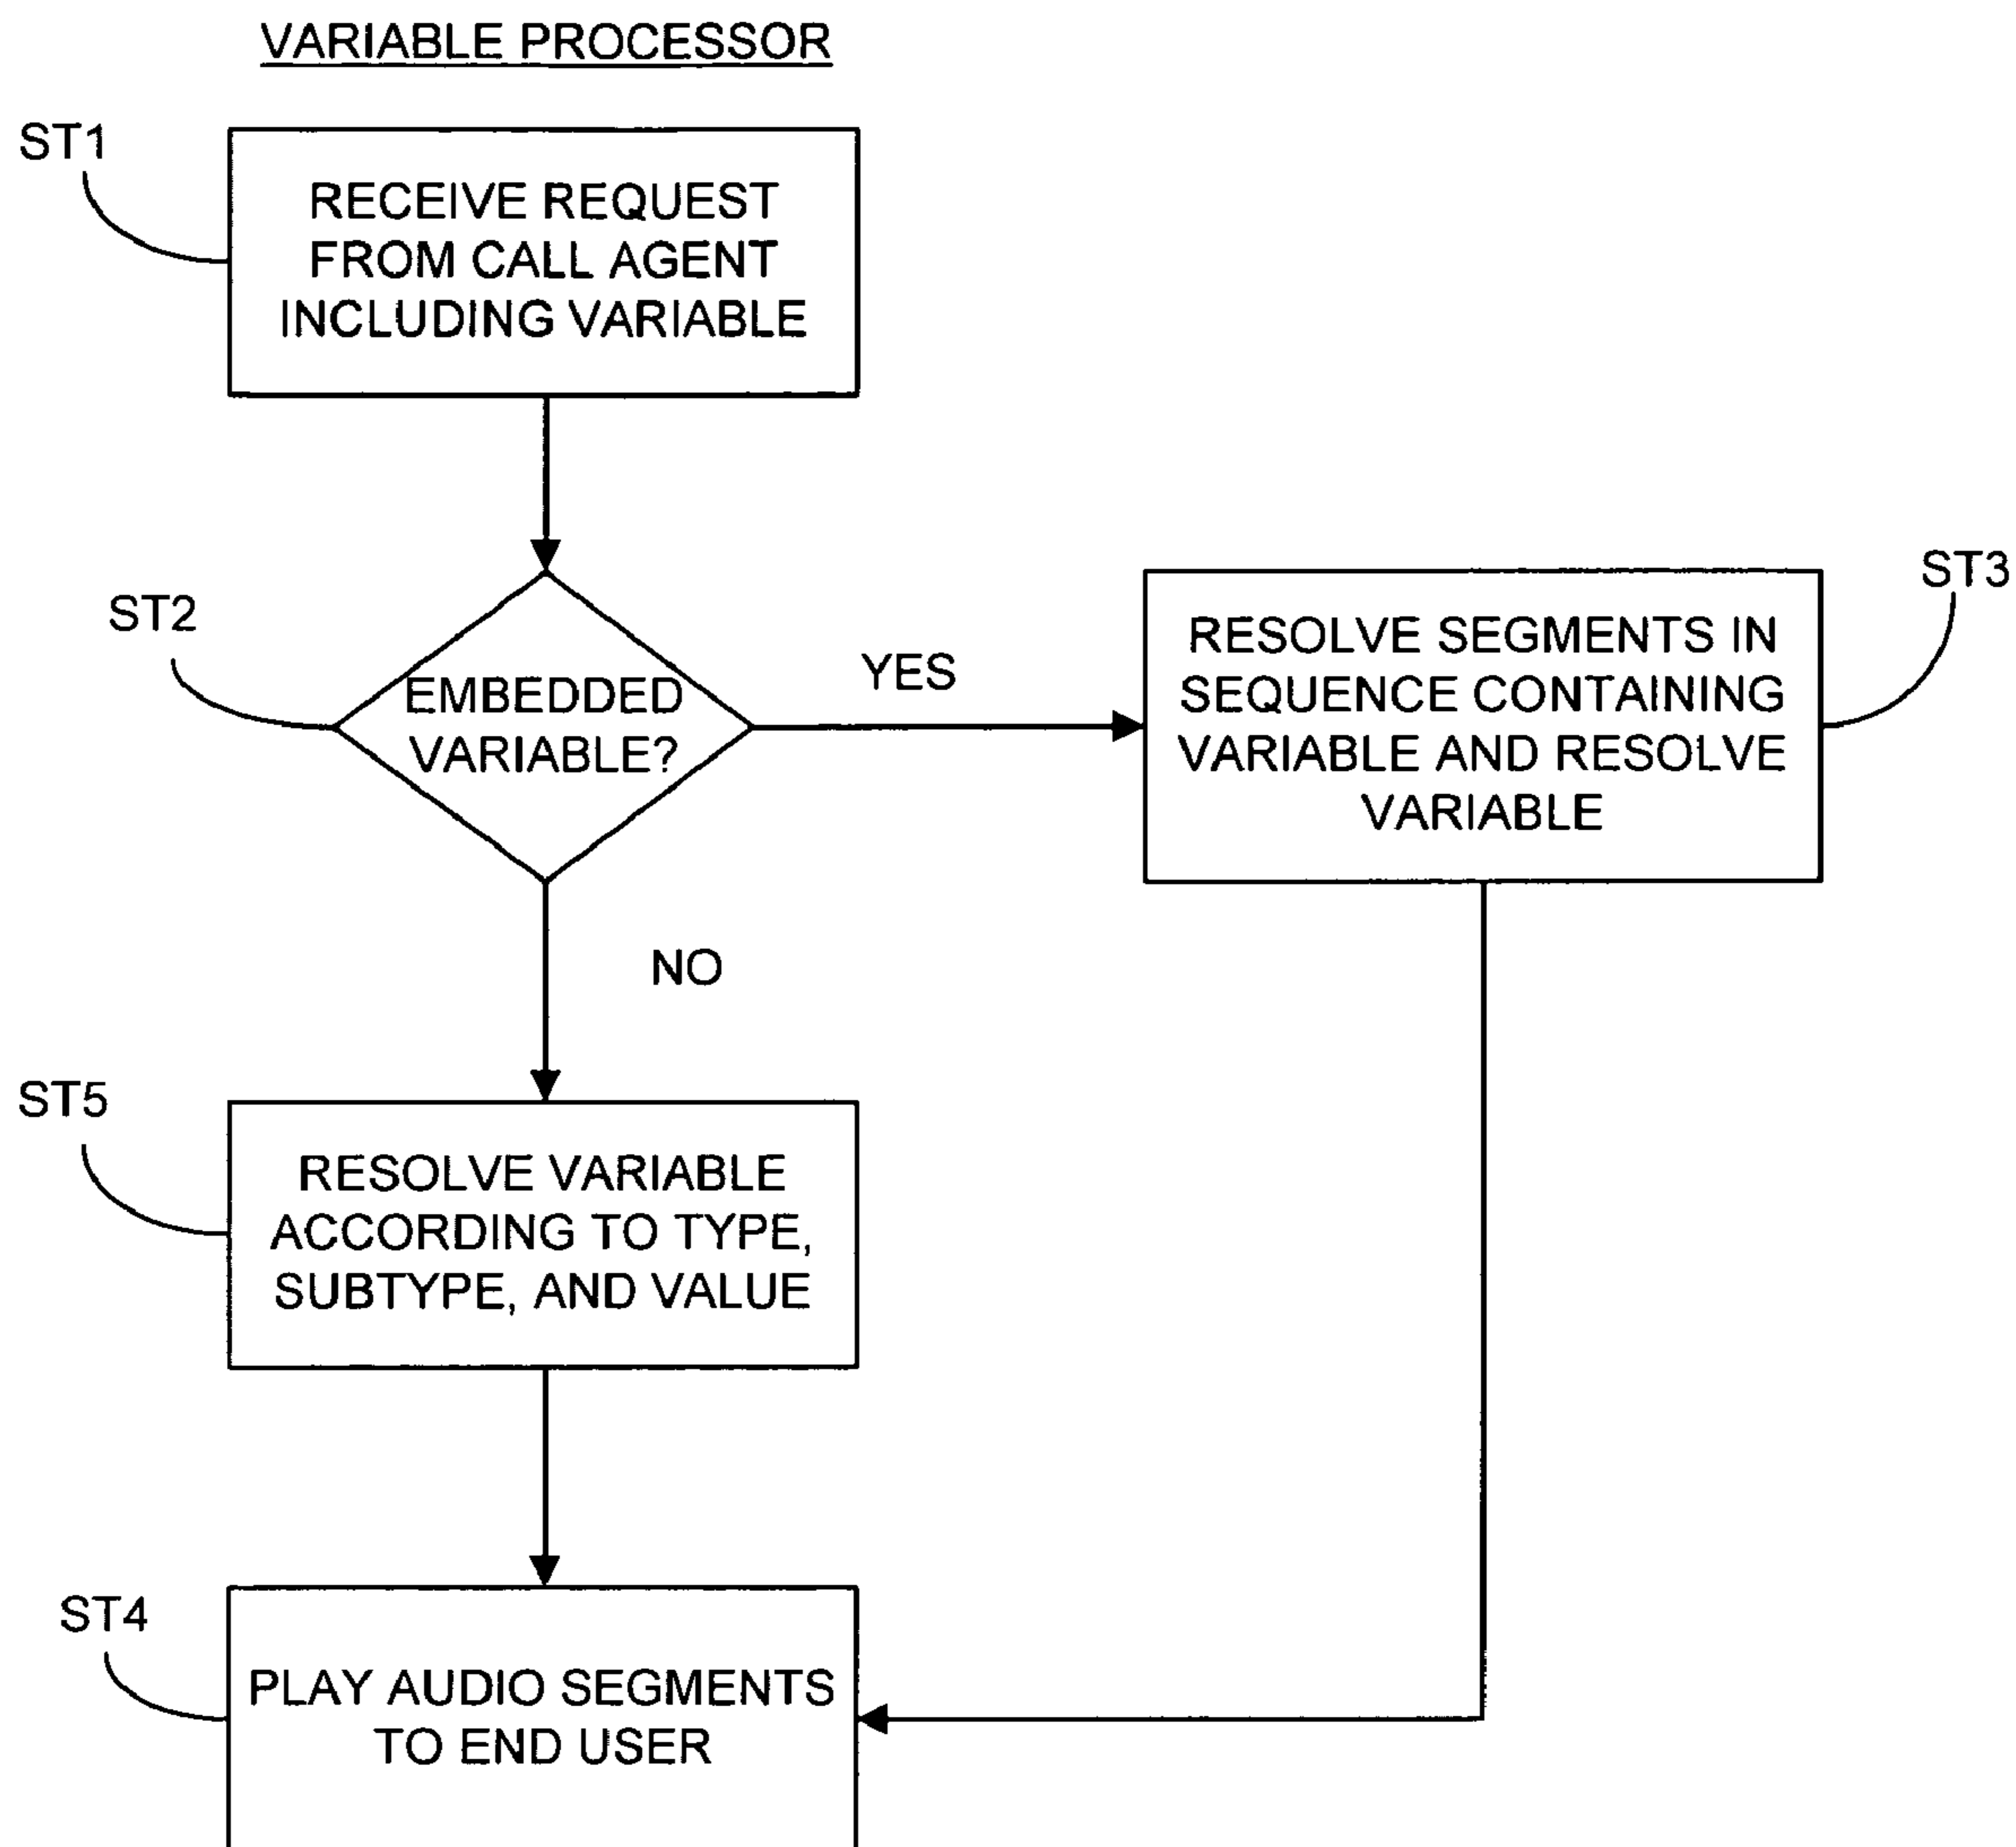 VARIABLE PROCESSOR
ST1
RECEIVE REQUEST
FROM CALL AGENT
INCLUDING VARIABLE
ST2
EMBEDDED
VARIABLE?
YES
ST3
RESOLVE SEGMENTS IN
SEQUENCE CONTAINING
VARIABLE AND RESOLVE
VARIABLE
NO
ST5
RESOLVE VARIABLE
ACCORDING TO TYPE,
SUBTYPE, AND VALUE
ST4
PLAY AUDIO SEGMENTS
TO END USER